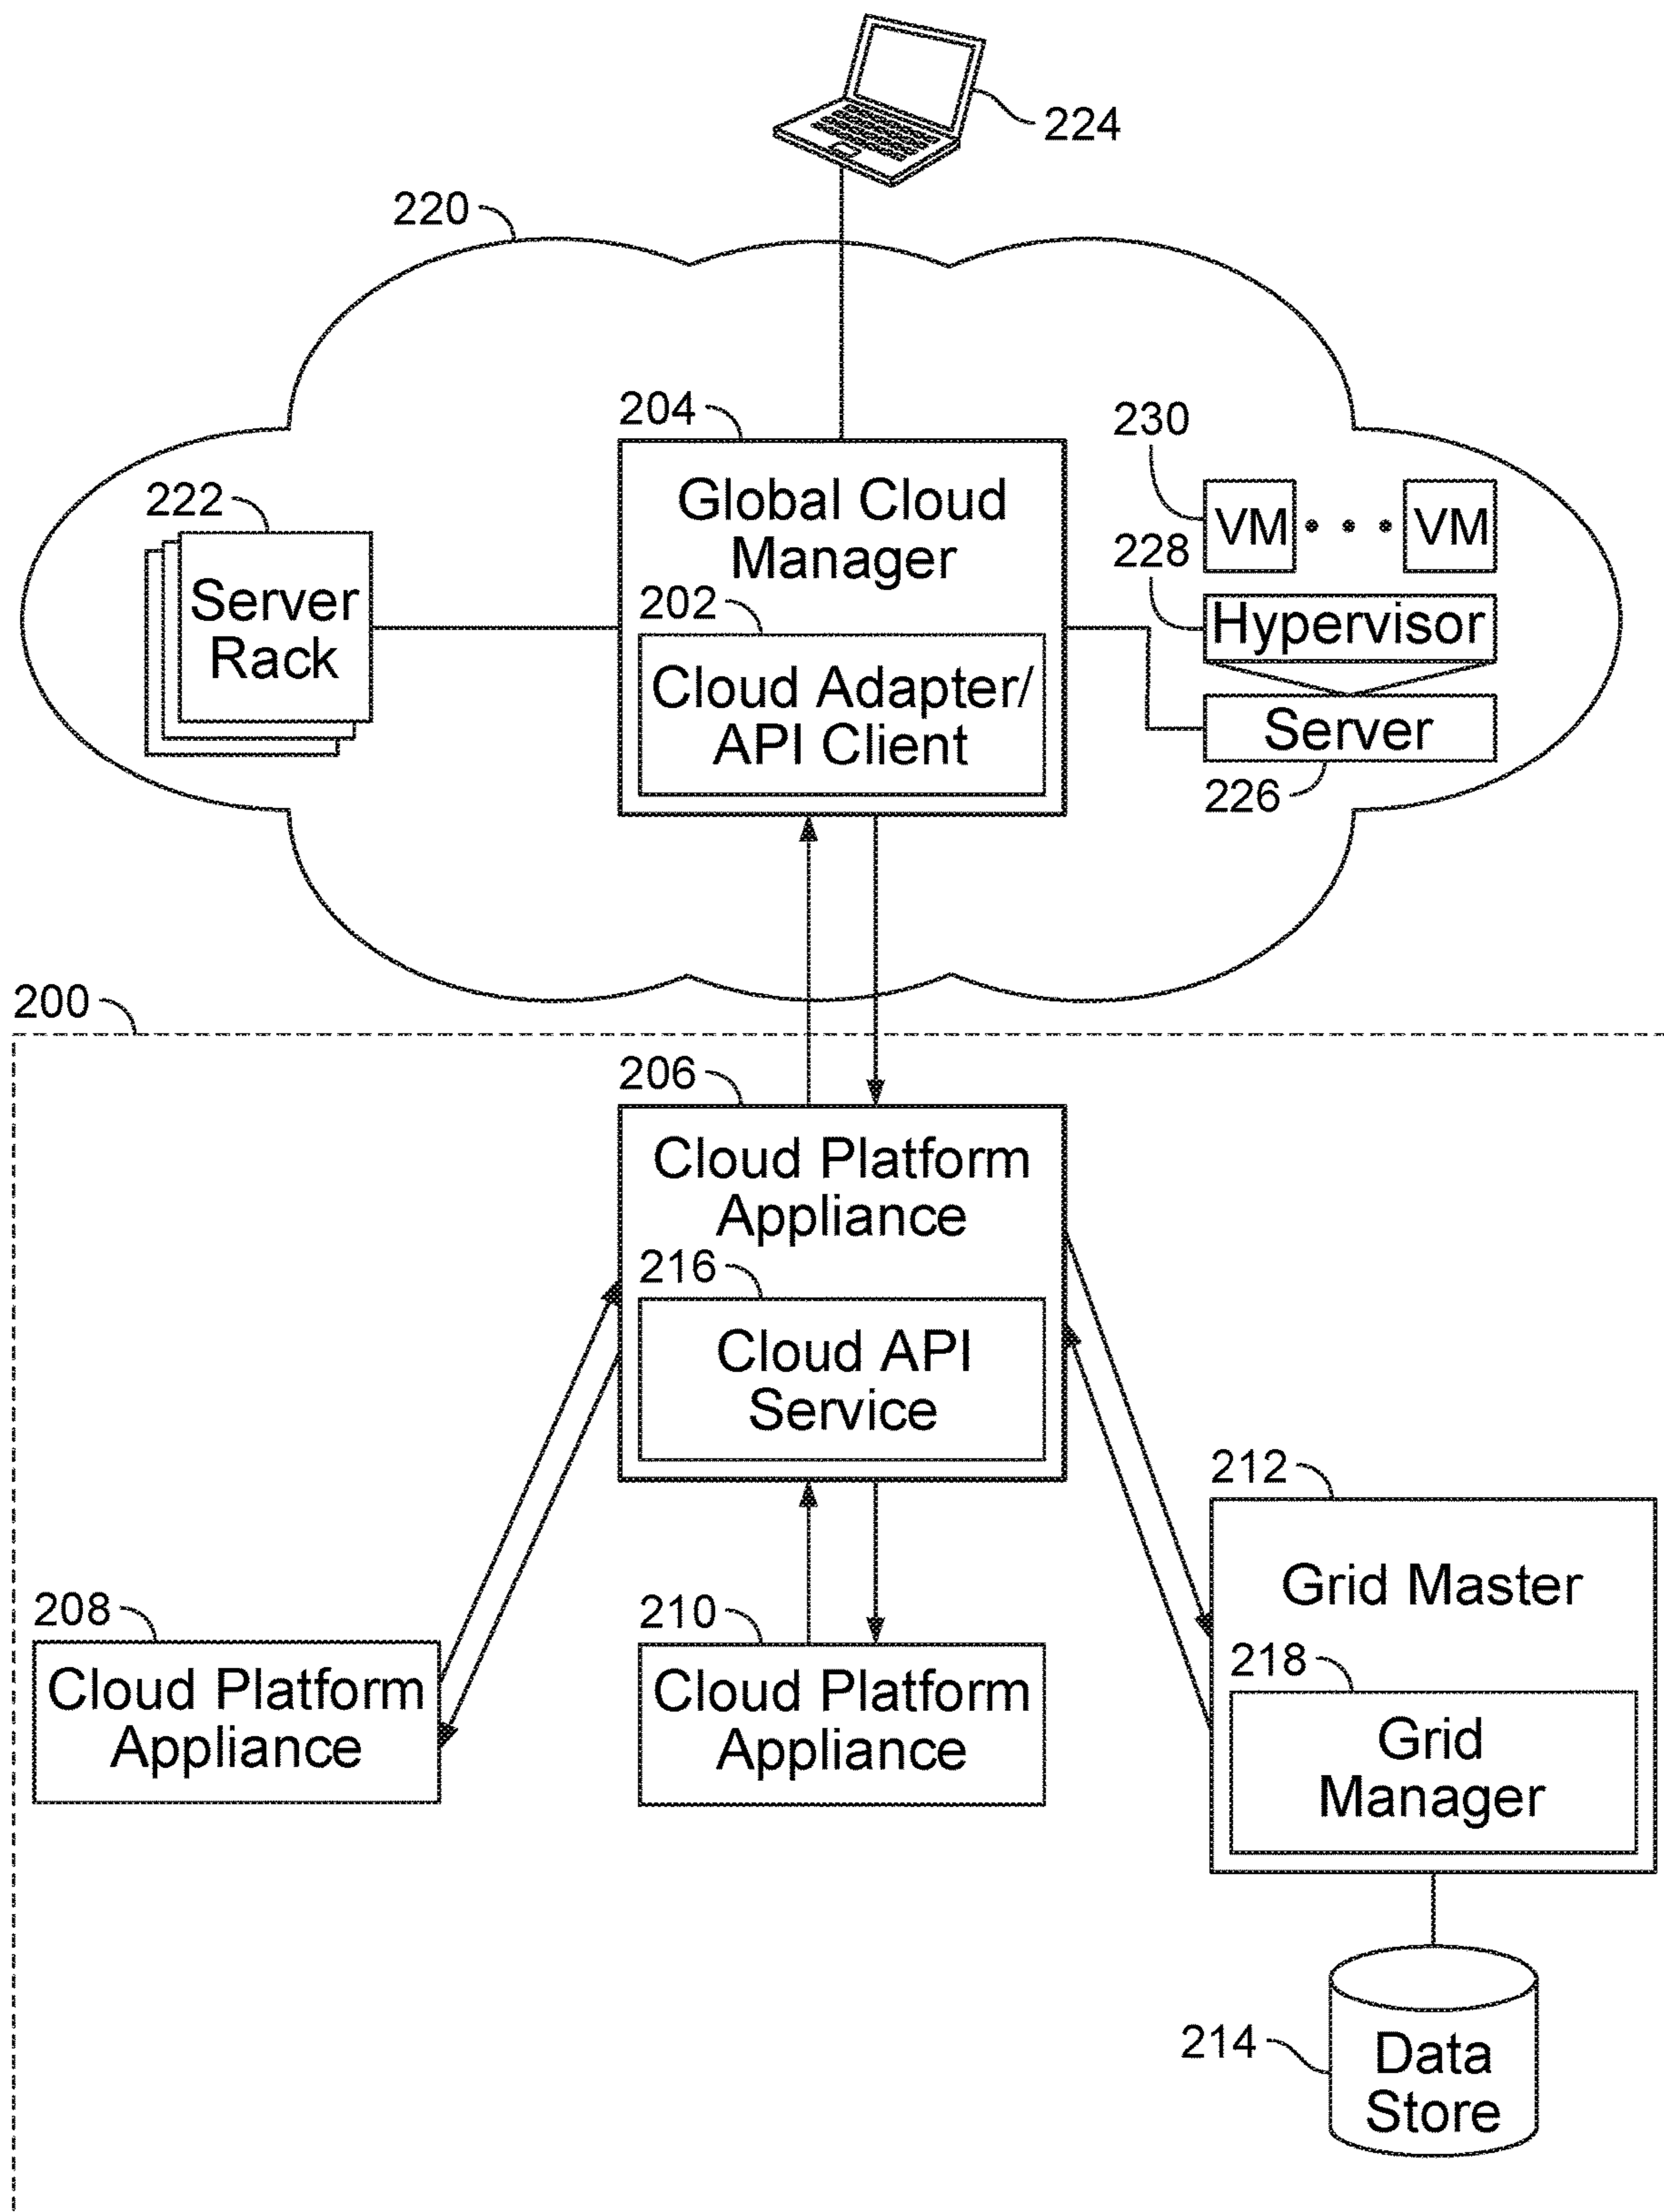 224
220
204
Global Cloud
Manager
202
Cloud Adapter/
API Client
222
Server
Rack
230
VM • • • VM
228
Hypervisor
Server
226
200
206
Cloud Platform
Appliance
216
Cloud API
Service
208
Cloud Platform
Appliance
210
Cloud Platform
Appliance
212
Grid Master
218
Grid
Manager
214
Data
Store